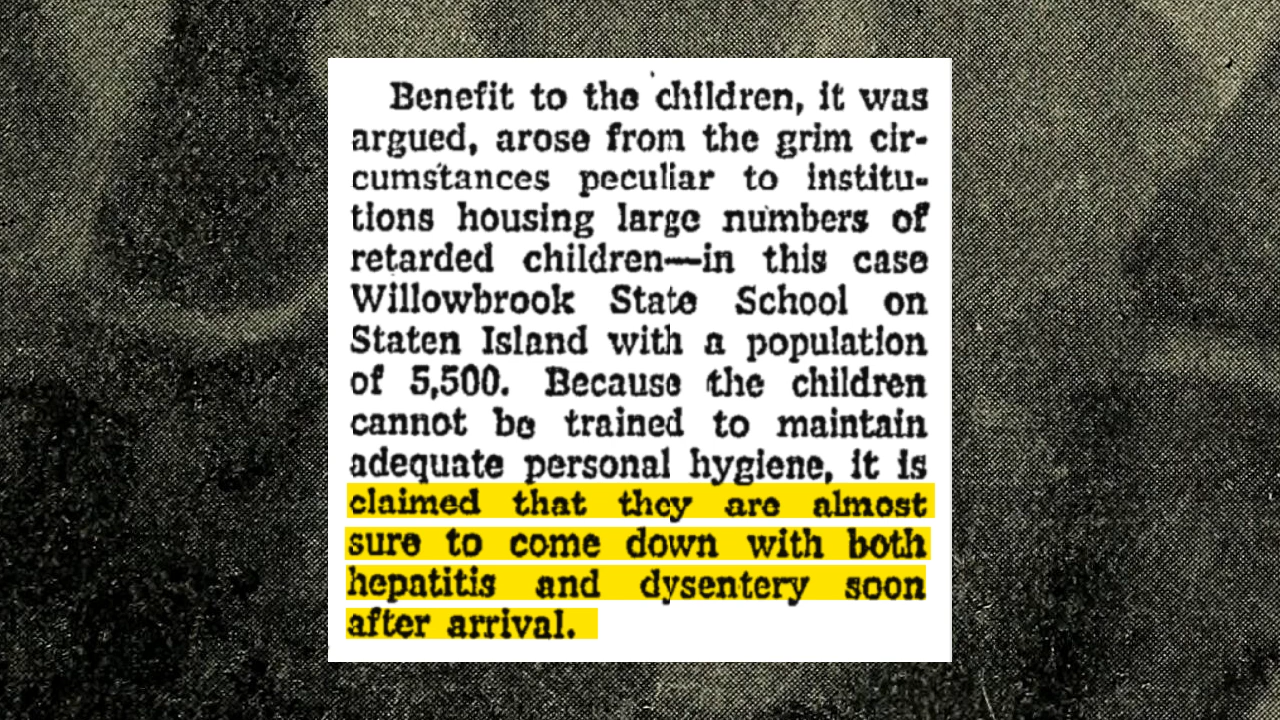 Benefit to the children, it was
argued, arose from the grim cir-
cumstances peculiar to institu-
tions housing large numbers of
retarded children—in this case
Willowbrook State School on
Staten Island with a population
of 5,500. Because the children
cannot be trained to maintain
adequate personal hygiene, it is
claimed that they are almost
sure to come down with both
hepatitis and dysentery soon
after arrival.